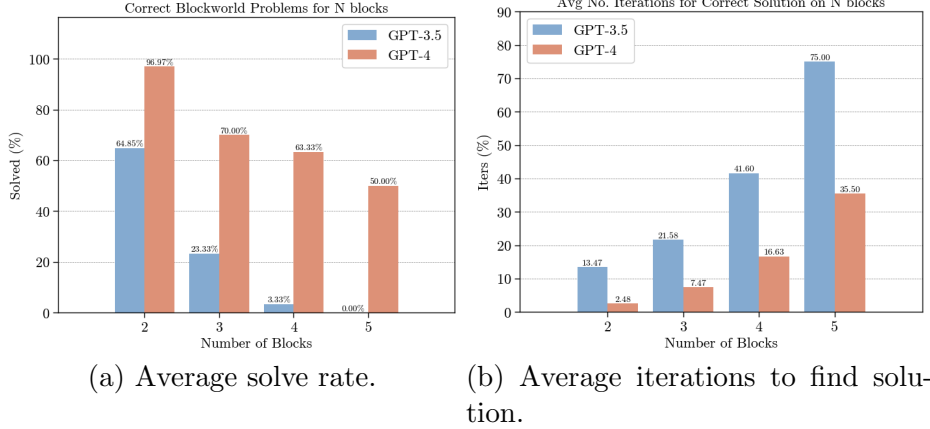 Correct Blockworld Problems for N blocks
GPT-3.5
GPT-4
100
80
60
40
20
0
Solved (%)
96.97%
64.85%
70.00%
23.33%
63.33%
3.33%
50.00%
0.00%
2 3 4 5
Number of Blocks
(a) Average solve rate.
Avg No. Iterations for Correct Solution on N blocks
GPT-3.5
GPT-4
90
80
70
60
50
40
30
20
10
0
Iters (%)
13.47
2.48
21.58
7.47
41.60
16.63
75.00
35.50
2 3 4 5
Number of Blocks
(b) Average iterations to find solu-
tion.